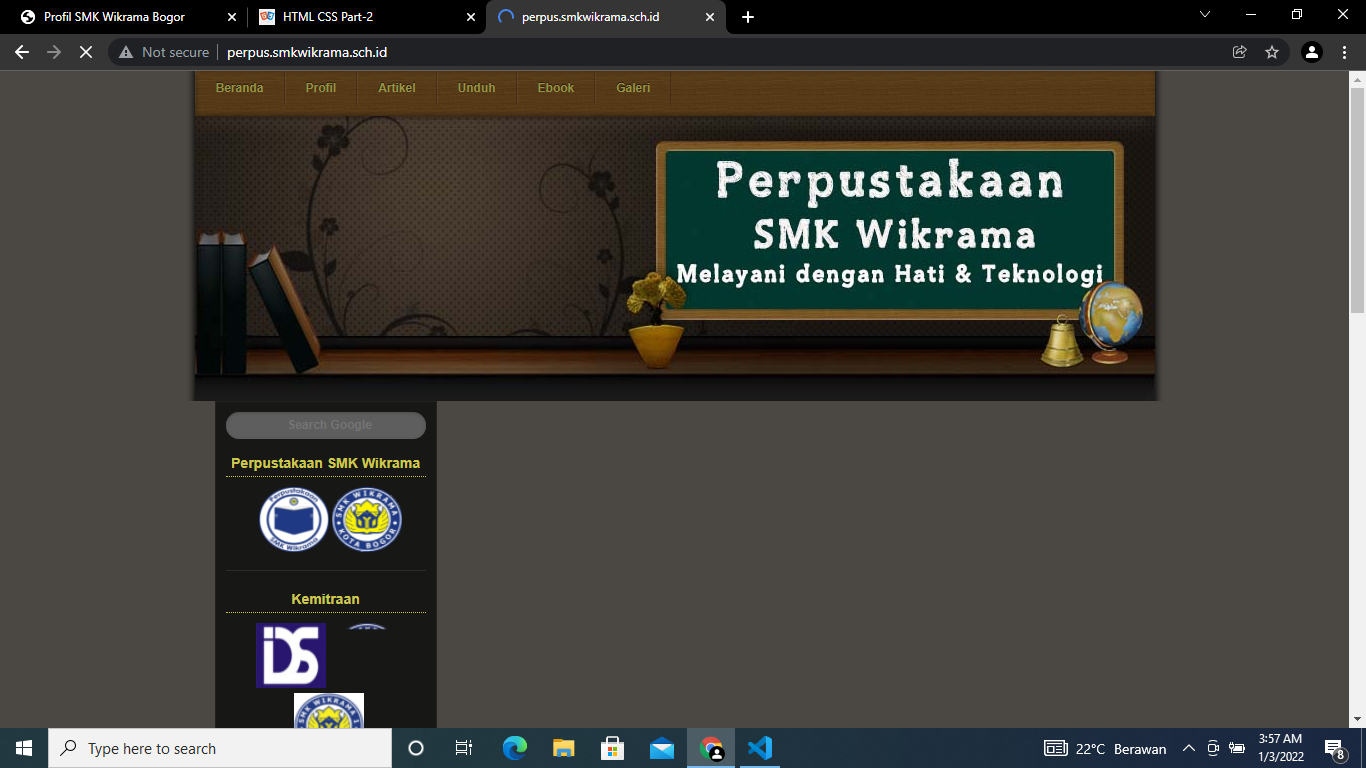 Profil SMK Wikrama Bogor
HTML CSS Part-2
perpus.smkwikrama.sch.id
Not secure
perpus.smkwikrama.sch.id
Beranda
Profil
Artikel
Unduh
Ebook
Galeri
Perpustakaan
SMK Wikrama
Melayani dengan Hati & Teknologi
Search Google
Perpustakaan SMK Wikrama
Perpustakaan
SMK Wikrama
SMK WIKRAMA
KOTA BOGOR
Kemitraan
iDS
SMK WIKRAMA 1
Type here to search
22°C Berawan
3:57 AM
1/3/2022
8